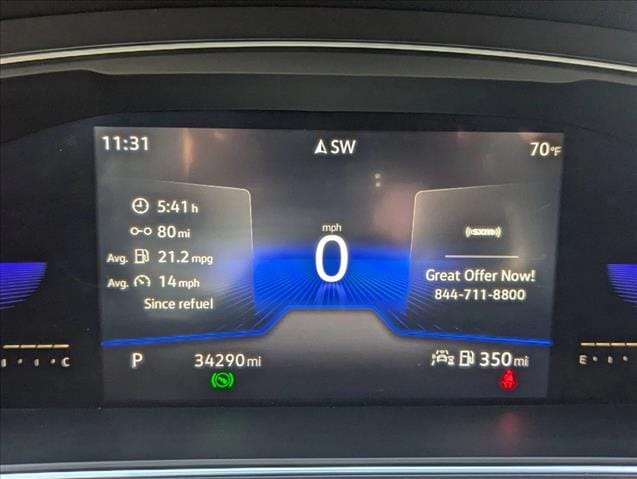 11:31
SW
70°F
5:41 h
80 mi
Avg. 21.2 mpg
Avg. 14 mph
Since refuel
mph
0
((sxm))
Great Offer Now!
844-711-8800
C
E
P
34290 mi
350 mi